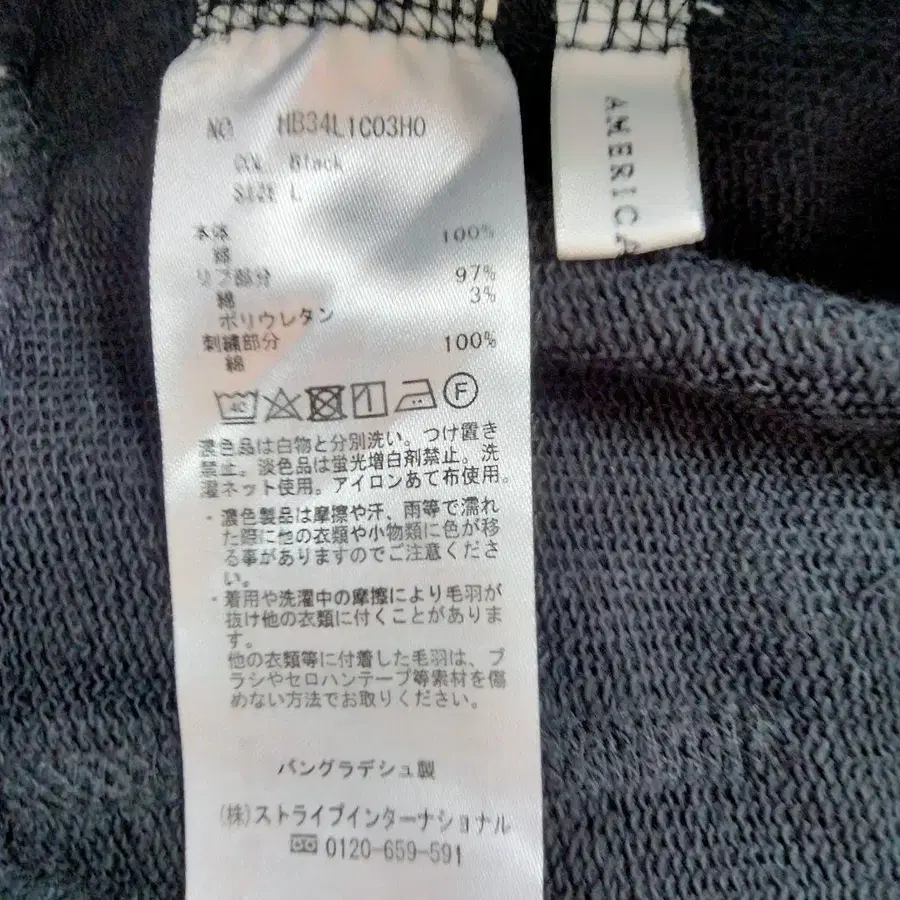 NO. HB34L1C03H0
COL. Black
SIZE L
本体
綿 100%
リブ部分
綿 97%
ポリウレタン 3%
刺繍部分
綿 100%
40
F
濃色品は白物と分別洗い。つけ置き
禁止。淡色品は蛍光増白剤禁止。洗
濯ネット使用。アイロンあて布使用。
・濃色製品は摩擦や汗、雨等で濡れ
た際に他の衣類や小物類に色が移
る事がありますのでご注意くださ
い。
・着用や洗濯中の摩擦により毛羽が
抜け他の衣類に付くことがありま
す。
他の衣類等に付着した毛羽は、ブ
ラシやセロハンテープ等素材を傷
めない方法でお取りください。
バングラデシュ製
(株)ストライプインターナショナル
0120-659-591
AMERICA